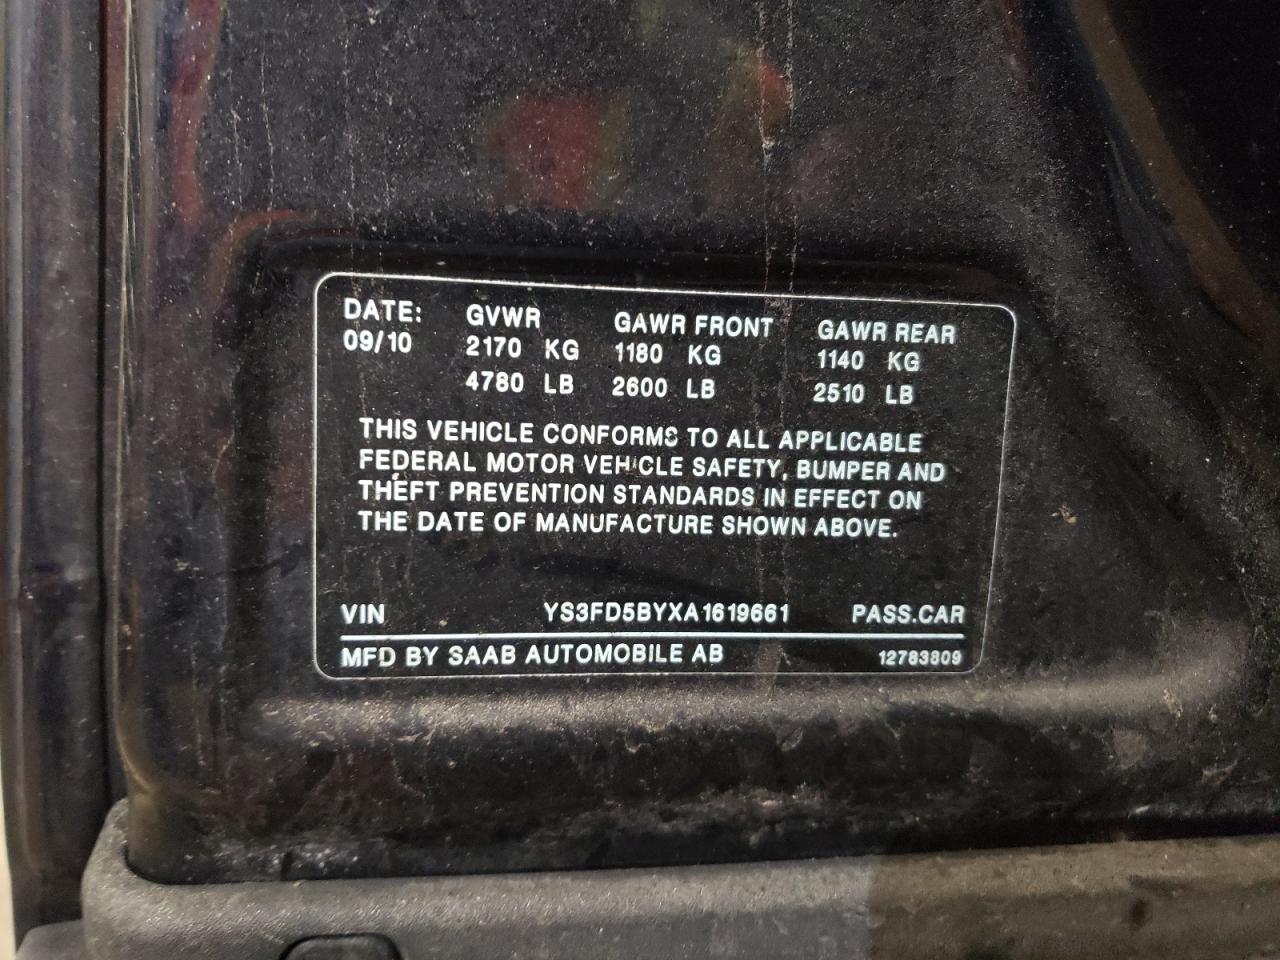 DATE: GVWR GAWR FRONT GAWR REAR
09/10 2170 KG 1180 KG 1140 KG
4780 LB 2600 LB 2510 LB
THIS VEHICLE CONFORMS TO ALL APPLICABLE
FEDERAL MOTOR VEHICLE SAFETY, BUMPER AND
THEFT PREVENTION STANDARDS IN EFFECT ON
THE DATE OF MANUFACTURE SHOWN ABOVE.
VIN YS3FD5BYXA1619661 PASS.CAR
MFD BY SAAB AUTOMOBILE AB 12783809